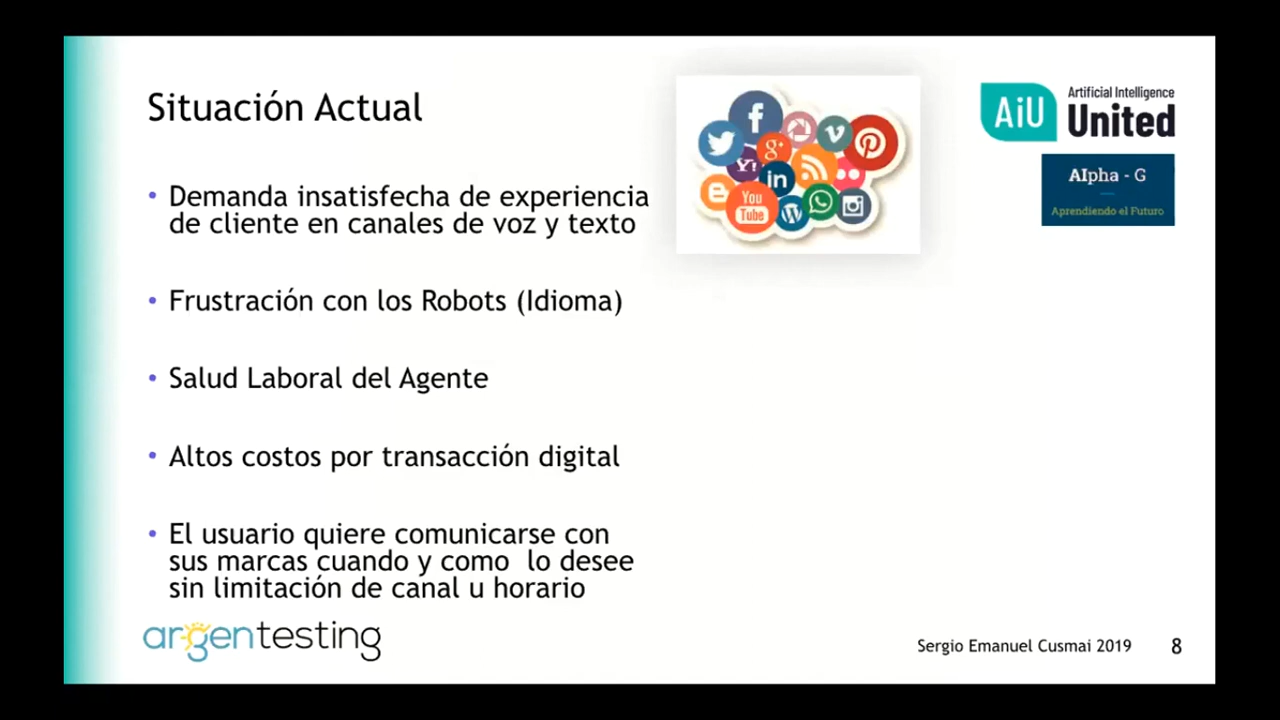 Situación Actual
• Demanda insatisfecha de experiencia
de cliente en canales de voz y texto
• Frustración con los Robots (Idioma)
• Salud Laboral del Agente
• Altos costos por transacción digital
• El usuario quiere comunicarse con
sus marcas cuando y como  lo desee
sin limitación de canal u horario
f
g+
Y!
in
You
Tube
AiU
Artificial Intelligence
United
AIpha - G
Aprendiendo el Futuro
argentesting
Sergio Emanuel Cusmai 2019
8